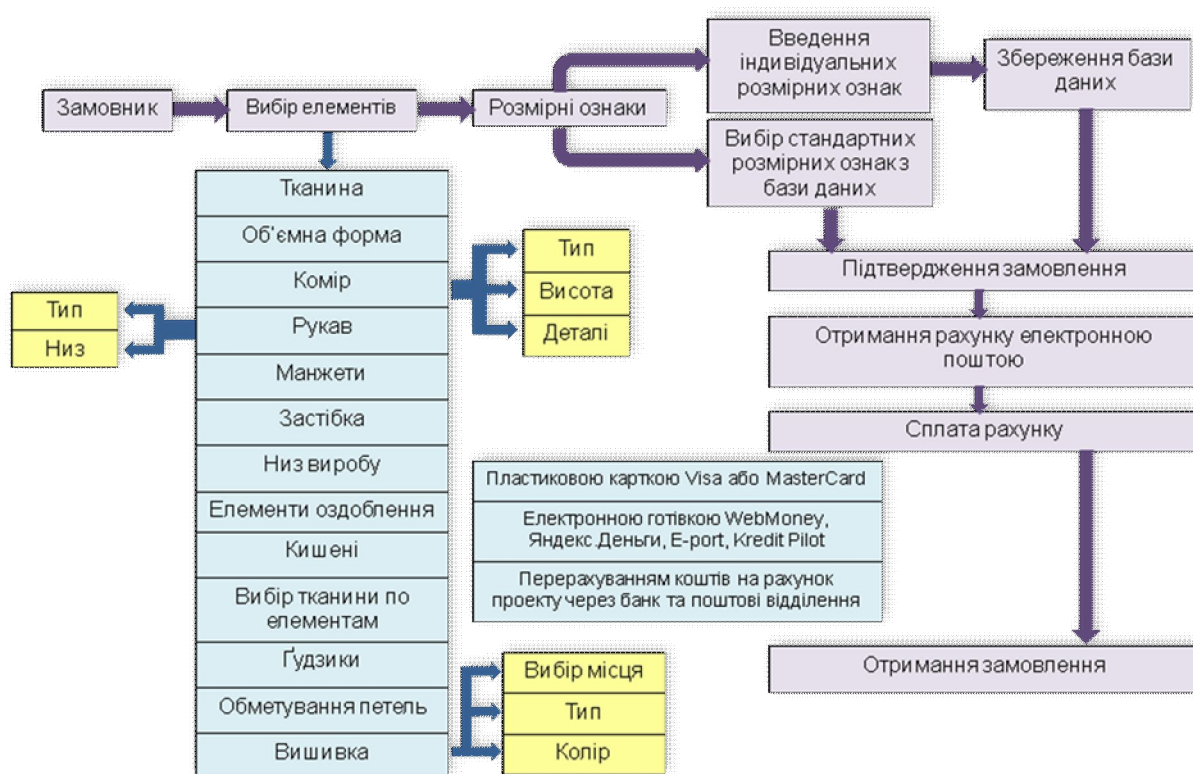 Замовник
Вибір елементів
Розмірні ознаки
Введення
індивідуальних
розмірних ознак
Збереження бази
даних
Вибір стандартних
розмірних ознак з
бази даних
Тканина
Об'ємна форма
Комір
Рукав
Манжети
Застібка
Низ виробу
Елементи оздоблення
Кишені
Вибір тканини по
елементам
Ґудзики
Обметування петель
Вишивка
Тип
Низ
Тип
Висота
Деталі
Підтвердження замовлення
Отримання рахунку електронною
поштою
Сплата рахунку
Пластиковою карткою Visa або MasterCard
Електронною готівкою WebMoney,
Яндекс.Деньги, E-port, Kredit Pilot
Перерахуванням коштів на рахунок
проекту через банк та поштові відділення
Вибір місця
Тип
Колір
Отримання замовлення